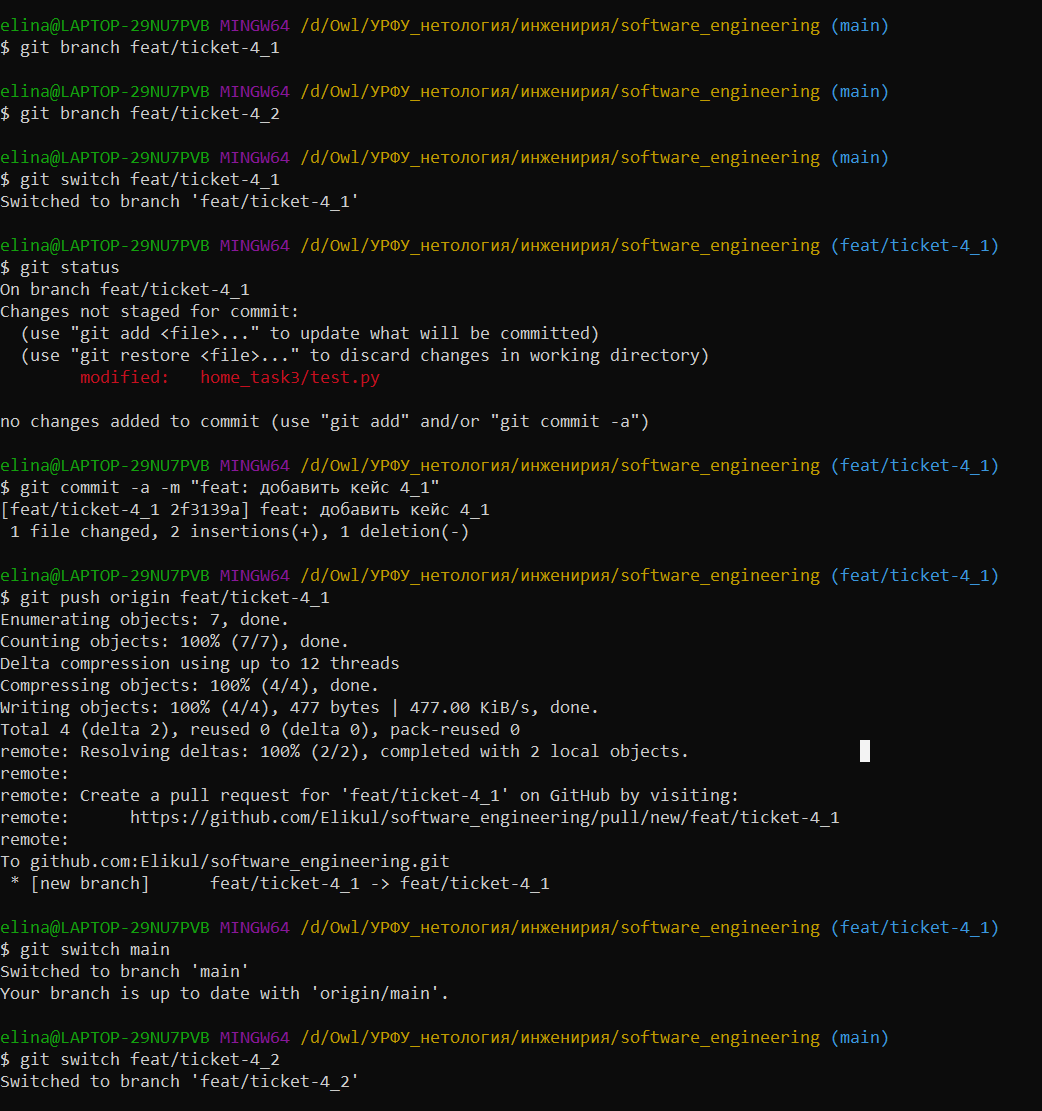 elina@LAPTOP-29NU7PVB MINGW64 /d/Owl/УРФУ_нетология/инженирия/software_engineering (main)
$ git branch feat/ticket-4_1
elina@LAPTOP-29NU7PVB MINGW64 /d/Owl/УРФУ_нетология/инженирия/software_engineering (main)
$ git branch feat/ticket-4_2
elina@LAPTOP-29NU7PVB MINGW64 /d/Owl/УРФУ_нетология/инженирия/software_engineering (main)
$ git switch feat/ticket-4_1
Switched to branch 'feat/ticket-4_1'
elina@LAPTOP-29NU7PVB MINGW64 /d/Owl/УРФУ_нетология/инженирия/software_engineering (feat/ticket-4_1)
$ git status
On branch feat/ticket-4_1
Changes not staged for commit:
  (use "git add <file>..." to update what will be committed)
  (use "git restore <file>..." to discard changes in working directory)
        modified:   home_task3/test.py
no changes added to commit (use "git add" and/or "git commit -a")
elina@LAPTOP-29NU7PVB MINGW64 /d/Owl/УРФУ_нетология/инженирия/software_engineering (feat/ticket-4_1)
$ git commit -a -m "feat: добавить кейс 4_1"
[feat/ticket-4_1 2f3139a] feat: добавить кейс 4_1
 1 file changed, 2 insertions(+), 1 deletion(-)
elina@LAPTOP-29NU7PVB MINGW64 /d/Owl/УРФУ_нетология/инженирия/software_engineering (feat/ticket-4_1)
$ git push origin feat/ticket-4_1
Enumerating objects: 7, done.
Counting objects: 100% (7/7), done.
Delta compression using up to 12 threads
Compressing objects: 100% (4/4), done.
Writing objects: 100% (4/4), 477 bytes | 477.00 KiB/s, done.
Total 4 (delta 2), reused 0 (delta 0), pack-reused 0
remote: Resolving deltas: 100% (2/2), completed with 2 local objects.
remote:
remote: Create a pull request for 'feat/ticket-4_1' on GitHub by visiting:
remote:      https://github.com/Elikul/software_engineering/pull/new/feat/ticket-4_1
remote:
To github.com:Elikul/software_engineering.git
 * [new branch]      feat/ticket-4_1 -> feat/ticket-4_1
elina@LAPTOP-29NU7PVB MINGW64 /d/Owl/УРФУ_нетология/инженирия/software_engineering (feat/ticket-4_1)
$ git switch main
Switched to branch 'main'
Your branch is up to date with 'origin/main'.
elina@LAPTOP-29NU7PVB MINGW64 /d/Owl/УРФУ_нетология/инженирия/software_engineering (main)
$ git switch feat/ticket-4_2
Switched to branch 'feat/ticket-4_2'